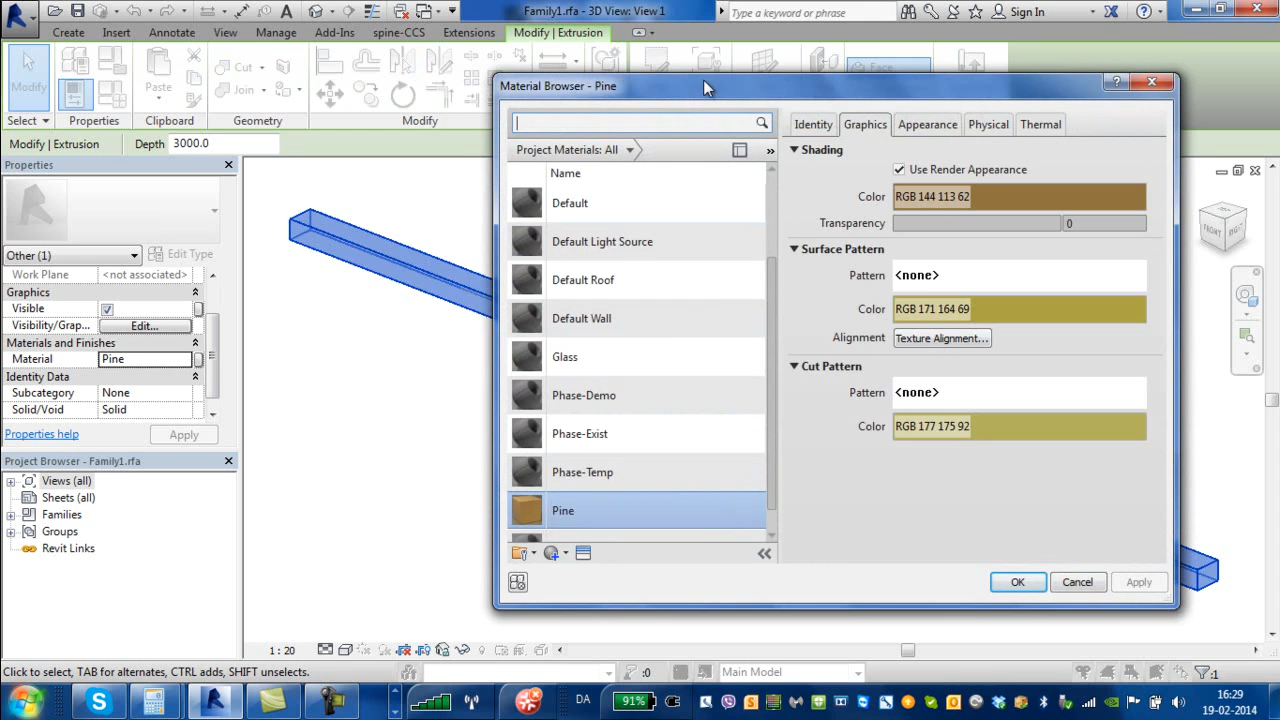 Family1.rfa - 3D View: View 1
Type a keyword or phrase
Sign In
Create Insert Annotate View Manage Add-Ins spine-CCS Extensions Modify | Extrusion
Modify
Paste
Cut
Join
Face
Select Properties Clipboard Geometry Modify
Modify | Extrusion Depth 3000.0
Properties
Other (1) Edit Type
Work Plane <not associated>
Graphics
Visible
Visibility/Grap... Edit...
Materials and Finishes
Material Pine
Identity Data
Subcategory None
Solid/Void Solid
Properties help Apply
Project Browser - Family1.rfa
Views (all)
Sheets (all)
Families
Groups
Revit Links
Material Browser - Pine
Project Materials: All
Name
Default
Default Light Source
Default Roof
Default Wall
Glass
Phase-Demo
Phase-Exist
Phase-Temp
Pine
Identity Graphics Appearance Physical Thermal
Shading
Use Render Appearance
Color RGB 144 113 62
Transparency 0
Surface Pattern
Pattern <none>
Color RGB 171 164 69
Alignment Texture Alignment...
Cut Pattern
Pattern <none>
Color RGB 177 175 92
OK Cancel Apply
FRONT RIGHT
1 : 20
Click to select, TAB for alternates, CTRL adds, SHIFT unselects.
:0 Main Model :1
DA 91% 16:29
19-02-2014